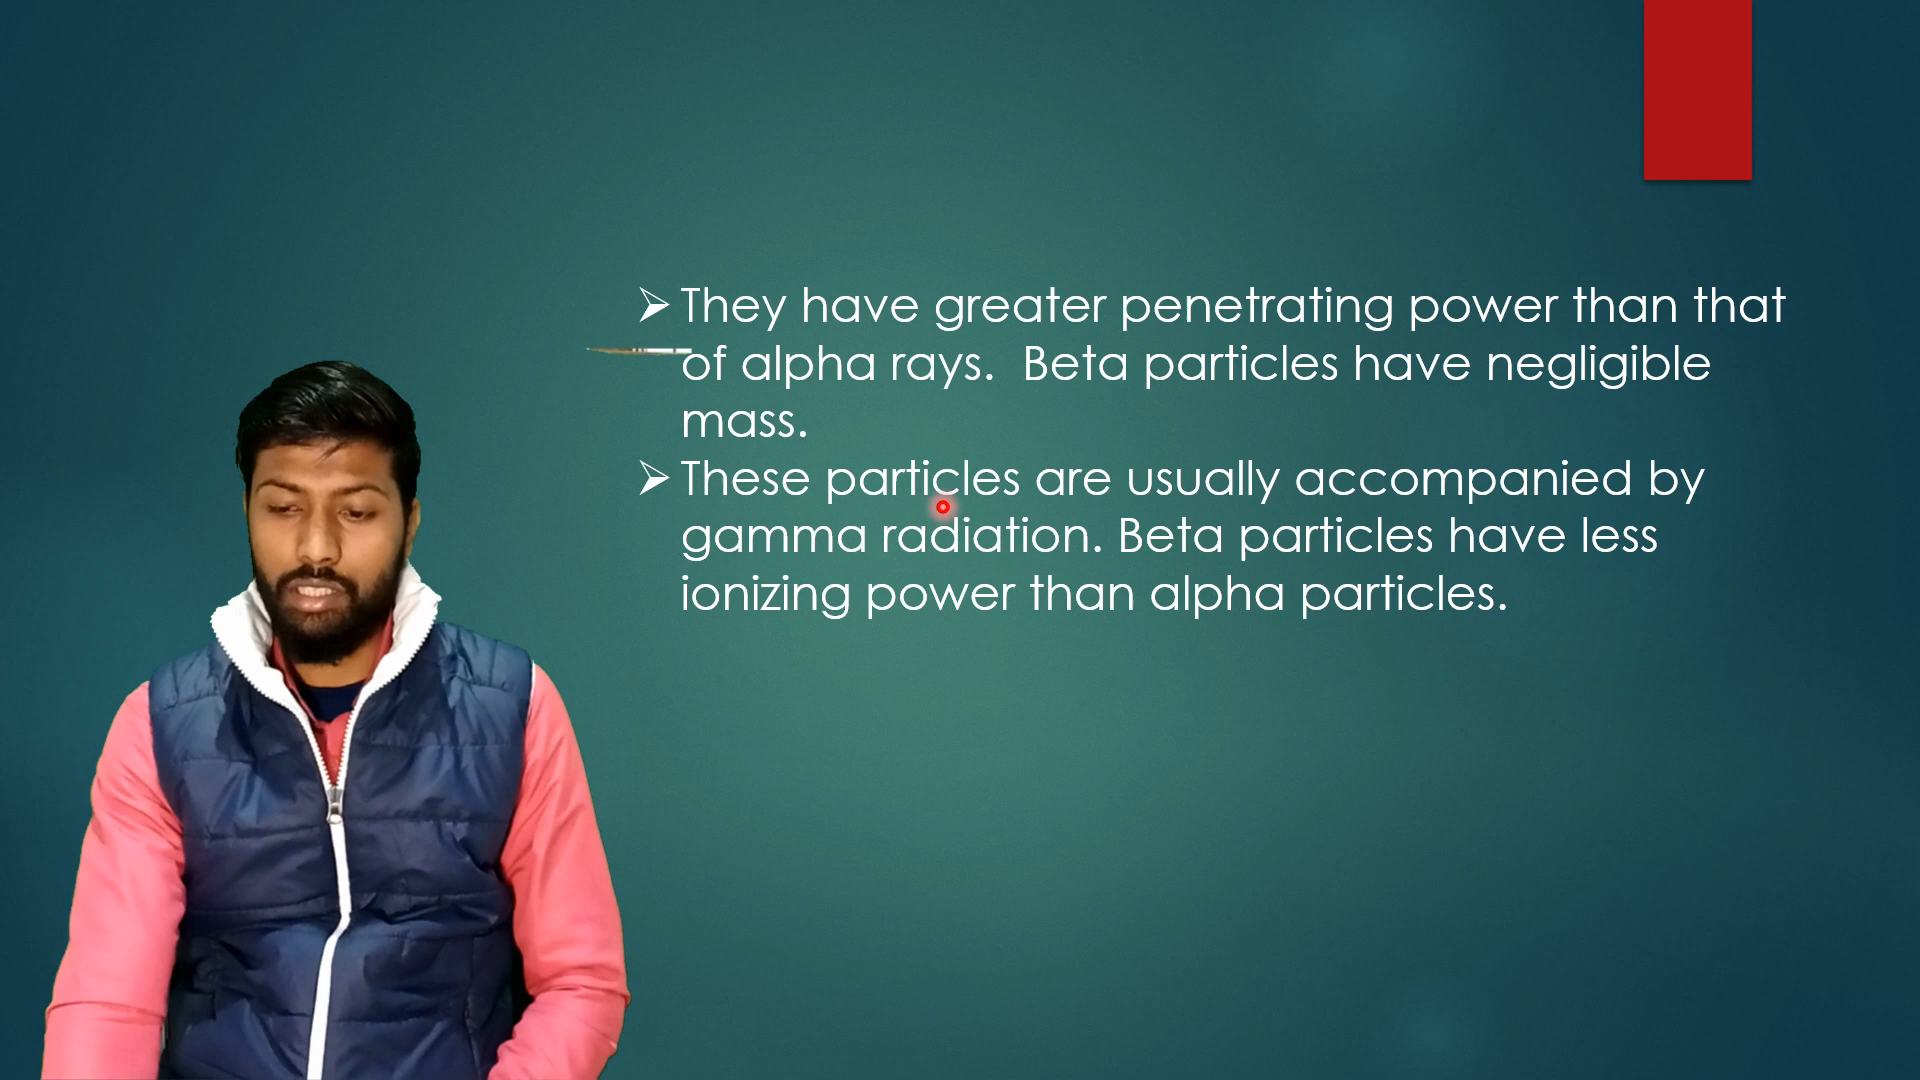 They have greater penetrating power than that
of alpha rays.  Beta particles have negligible
mass.
These particles are usually accompanied by
gamma radiation. Beta particles have less
ionizing power than alpha particles.